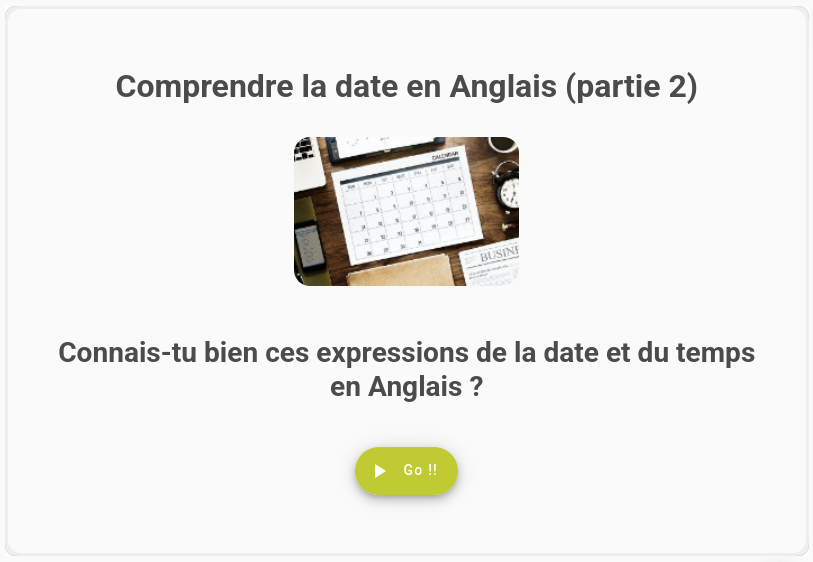 Comprendre la date en Anglais (partie 2)
CALENDAR
BUSINE
Connais-tu bien ces expressions de la date et du temps
en Anglais ?
Go !!